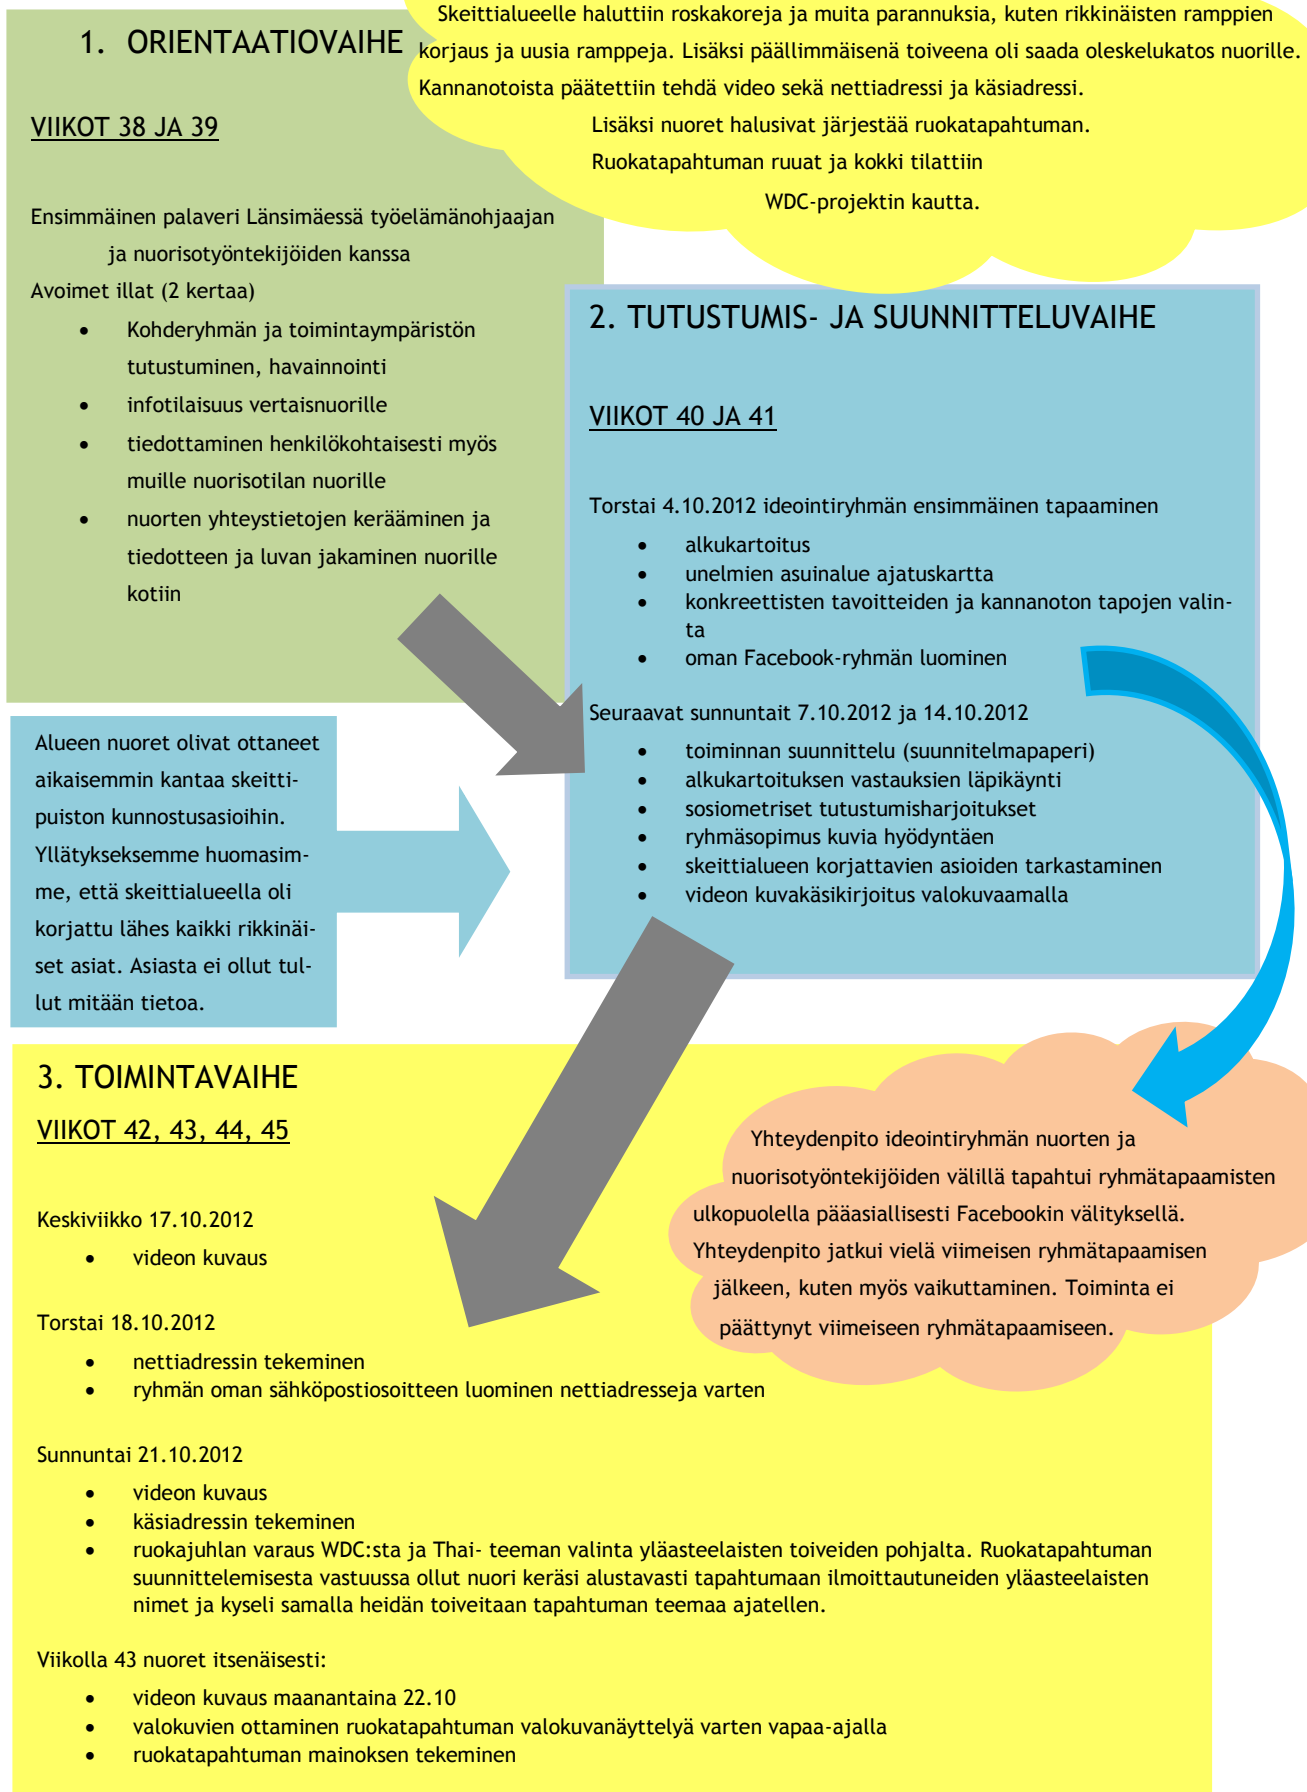 Skeittialueelle haluttiin roskakoreja ja muita parannuksia, kuten rikkinäisten ramppien
korjaus ja uusia ramppeja. Lisäksi päällimmäisenä toiveena oli saada oleskelukatos nuorille.
Kannanotoista päätettiin tehdä video sekä nettiadressi ja käsiadressi.
Lisäksi nuoret halusivat järjestää ruokatapahtuman.
Ruokatapahtuman ruuat ja kokki tilattiin
WDC-projektin kautta.
1. ORIENTAATIOVAIHE
VIIKOT 38 JA 39
Ensimmäinen palaveri Länsimäessä työelämänohjaajan
ja nuorisotyöntekijöiden kanssa
Avoimet illat (2 kertaa)
• Kohderyhmän ja toimintaympäristön
tutustuminen, havainnointi
• infotilaisuus vertaisnuorille
• tiedottaminen henkilökohtaisesti myös
muille nuorisotilan nuorille
• nuorten yhteystietojen kerääminen ja
tiedotteen ja luvan jakaminen nuorille
kotiin
2. TUTUSTUMIS- JA SUUNNITTELUVAIHE
VIIKOT 40 JA 41
Torstai 4.10.2012 ideointiryhmän ensimmäinen tapaaminen
• alkukartoitus
• unelmien asuinalue ajatuskartta
• konkreettisten tavoitteiden ja kannanoton tapojen valin-
ta
• oman Facebook-ryhmän luominen
Seuraavat sunnuntait 7.10.2012 ja 14.10.2012
• toiminnan suunnittelu (suunnitelmapaperi)
• alkukartoituksen vastauksien läpikäynti
• sosiometriset tutustumisharjoitukset
• ryhmäsopimus kuvia hyödyntäen
• skeittialueen korjattavien asioiden tarkastaminen
• videon kuvakäsikirjoitus valokuvaamalla
Alueen nuoret olivat ottaneet
aikaisemmin kantaa skeitti-
puiston kunnostusasioihin.
Yllätykseksemme huomasim-
me, että skeittialueella oli
korjattu lähes kaikki rikkinäi-
set asiat. Asiasta ei ollut tul-
lut mitään tietoa.
3. TOIMINTAVAIHE
VIIKOT 42, 43, 44, 45
Keskiviikko 17.10.2012
• videon kuvaus
Torstai 18.10.2012
• nettiadressin tekeminen
• ryhmän oman sähköpostiosoitteen luominen nettiadresseja varten
Sunnuntai 21.10.2012
• videon kuvaus
• käsiadressin tekeminen
• ruokajuhlan varaus WDC:sta ja Thai- teeman valinta yläasteelaisten toiveiden pohjalta. Ruokatapahtuman
suunnittelemisesta vastuussa ollut nuori keräsi alustavasti tapahtumaan ilmoittautuneiden yläasteelaisten
nimet ja kyseli samalla heidän toiveitaan tapahtuman teemaa ajatellen.
Viikolla 43 nuoret itsenäisesti:
• videon kuvaus maanantaina 22.10
• valokuvien ottaminen ruokatapahtuman valokuvanäyttelyä varten vapaa-ajalla
• ruokatapahtuman mainoksen tekeminen
Yhteydenpito ideointiryhmän nuorten ja
nuorisotyöntekijöiden välillä tapahtui ryhmätapaamisten
ulkopuolella pääasiallisesti Facebookin välityksellä.
Yhteydenpito jatkui vielä viimeisen ryhmätapaamisen
jälkeen, kuten myös vaikuttaminen. Toiminta ei
päättynyt viimeiseen ryhmätapaamiseen.